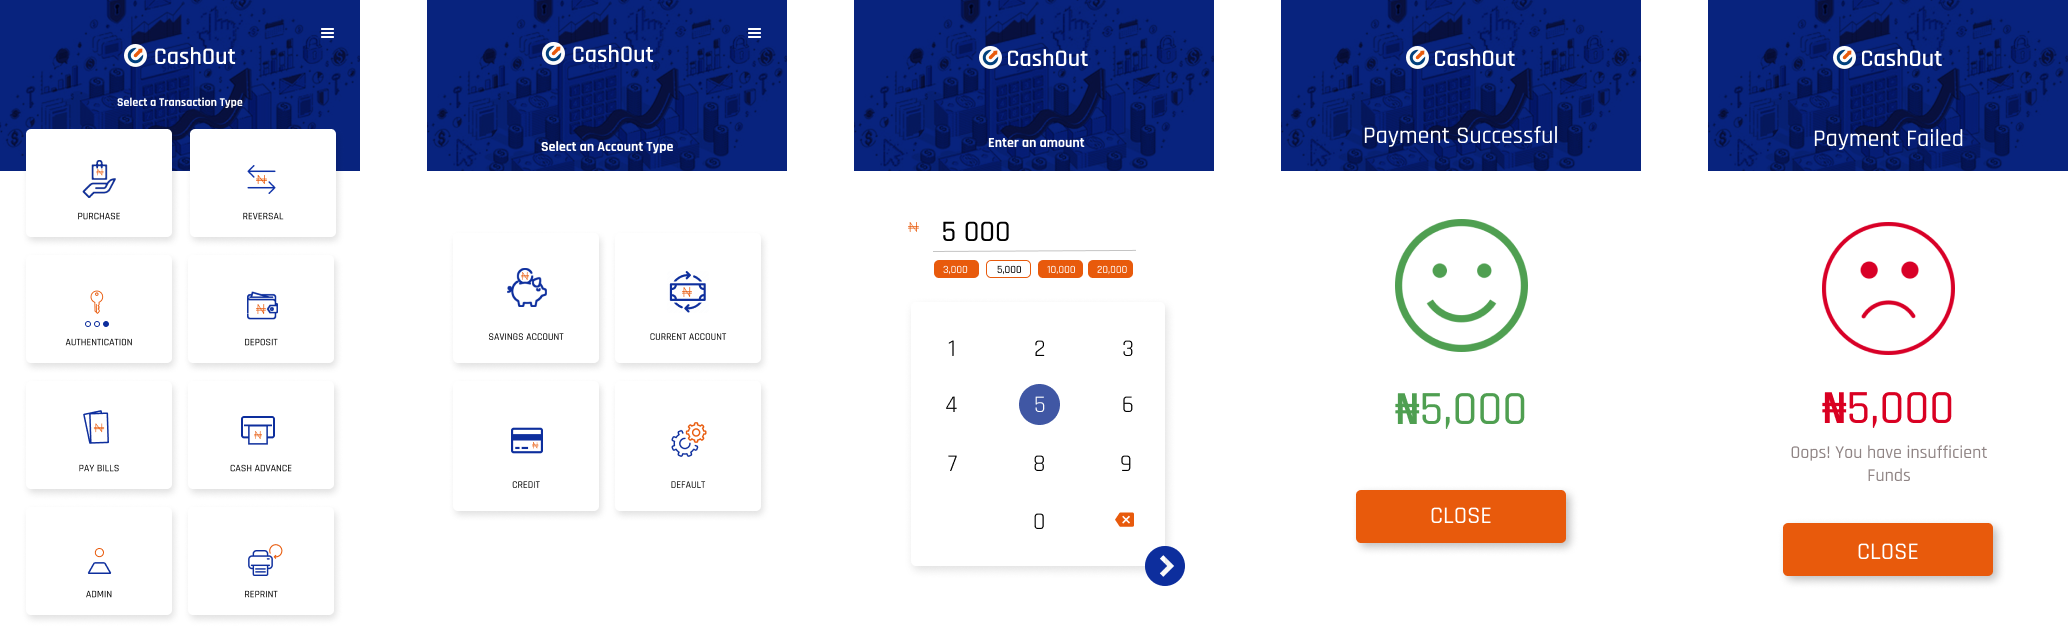 CashOut
Select a Transaction Type
PURCHASE
REVERSAL
AUTHENTICATION
DEPOSIT
PAY BILLS
CASH ADVANCE
ADMIN
REPRINT
CashOut
Select an Account Type
SAVINGS ACCOUNT
CURRENT ACCOUNT
CREDIT
DEFAULT
CashOut
Enter an amount
₦ 5 000
3,000 5,000 10,000 20,000
1 2 3
4 5 6
7 8 9
0
CashOut
Payment Successful
₦5,000
CLOSE
CashOut
Payment Failed
₦5,000
Oops! You have insufficient
Funds
CLOSE